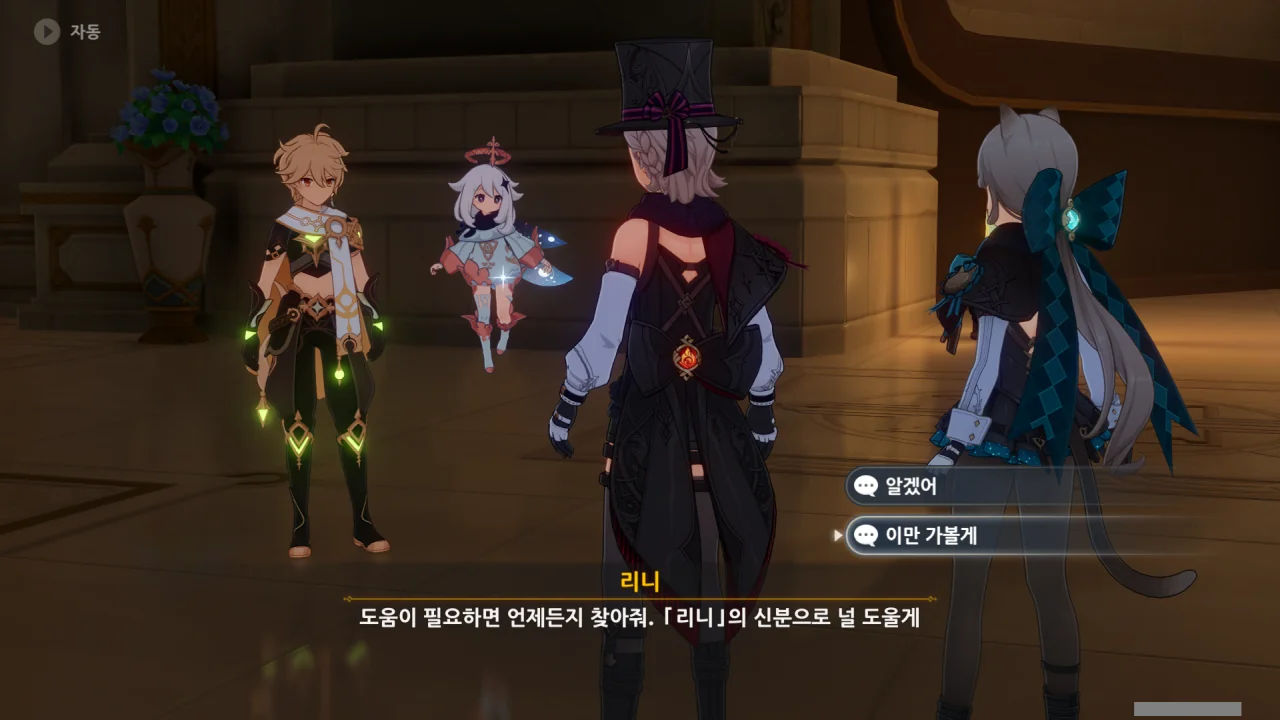 자동
알겠어
이만 가볼게
리니
도움이 필요하면 언제든지 찾아줘. 「리니」의 신분으로 널 도울게